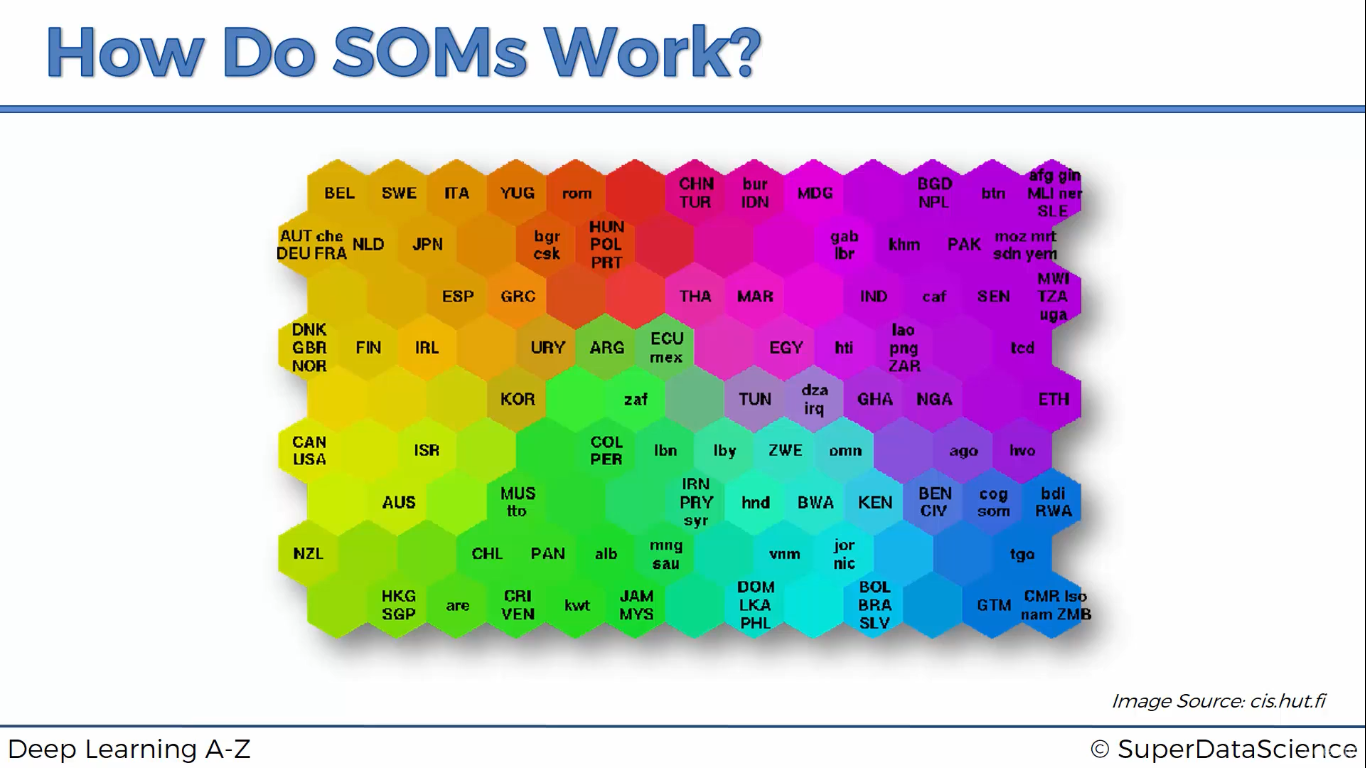 How Do SOMs Work?
BEL SWE ITA YUG rom CHN bur MDG BGD btn afg gin
TUR IDN NPL MLI ner
SLE
AUT che NLD JPN bgr HUN gab khm PAK moz mrt
DEU FRA csk POL lbr sdn yem
PRT
ESP GRC THA MAR IND caf SEN MWI
TZA
uga
DNK FIN IRL URY ARG ECU EGY hti lao tcd
GBR mex png
NOR ZAR
KOR zaf TUN dza GHA NGA ETH
irq
CAN ISR COL lbn lby ZWE omn ago hvo
USA PER
AUS MUS IRN hnd BWA KEN BEN cog bdi
tto PRY CIV som RWA
syr
NZL CHL PAN alb mng vnm jor tgo
sau nic
HKG are CRI kwt JAM DOM BOL GTM CMR lso
SGP VEN MYS LKA BRA nam ZMB
PHL SLV
Image Source: cis.hut.fi
Deep Learning A-Z
© SuperDataScience